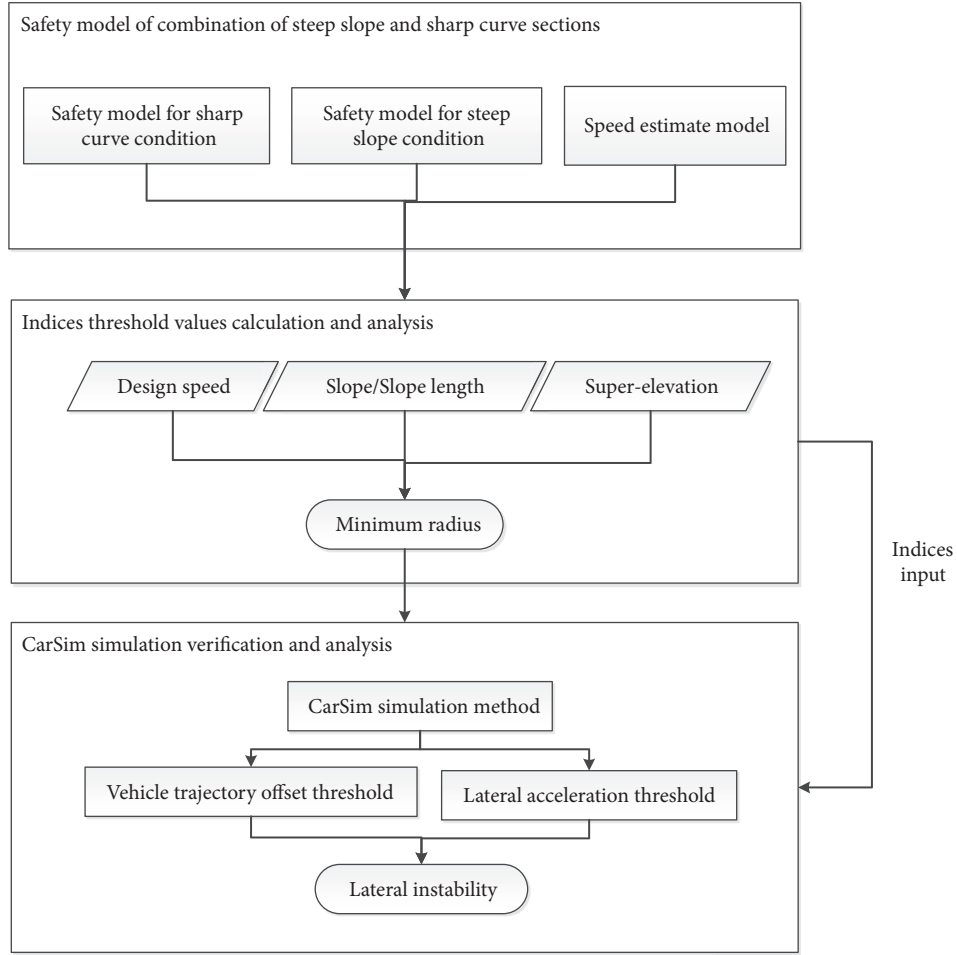 Safety model of combination of steep slope and sharp curve sections
Safety model for sharp
curve condition
Safety model for steep
slope condition
Speed estimate model
Indices threshold values calculation and analysis
Design speed
Slope/Slope length
Super-elevation
Minimum radius
Indices
input
CarSim simulation verification and analysis
CarSim simulation method
Vehicle trajectory offset threshold
Lateral acceleration threshold
Lateral instability